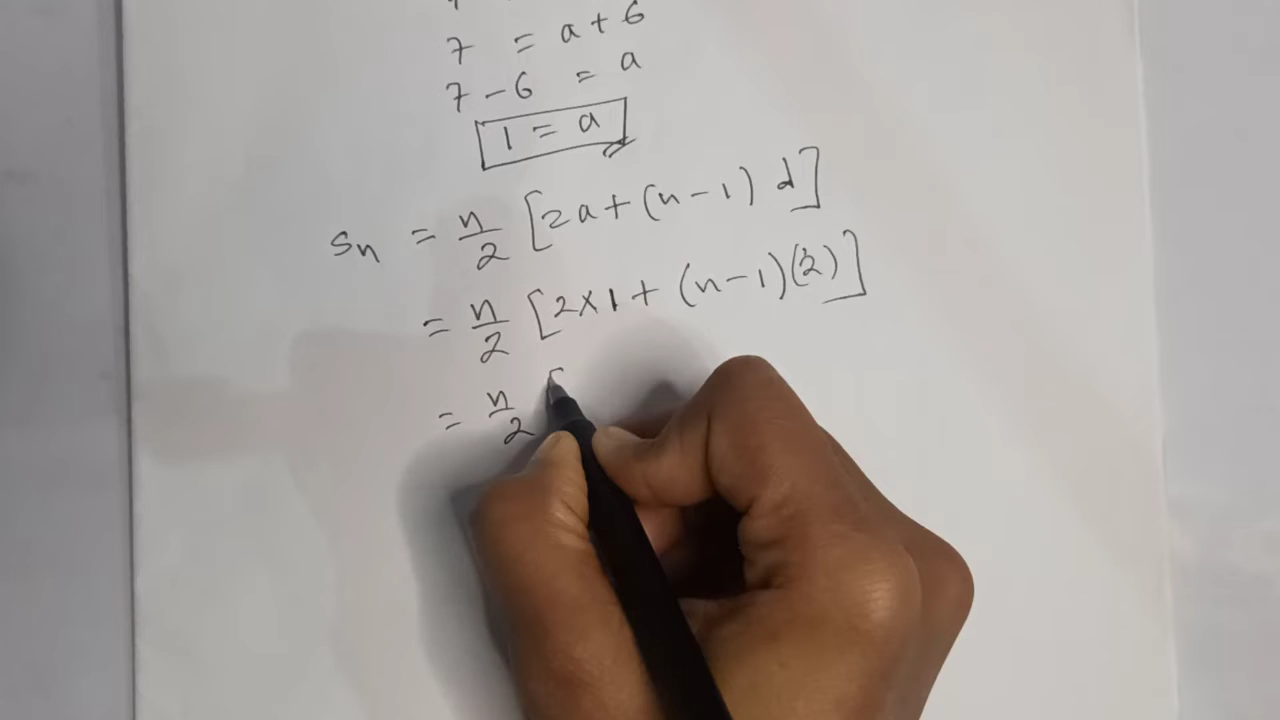 7 = a + 6
7 - 6 = a
1 = a
Sn = n/2 [2a + (n - 1) d]
= n/2 [2 × 1 + (n - 1)(2)]
= n/2 [